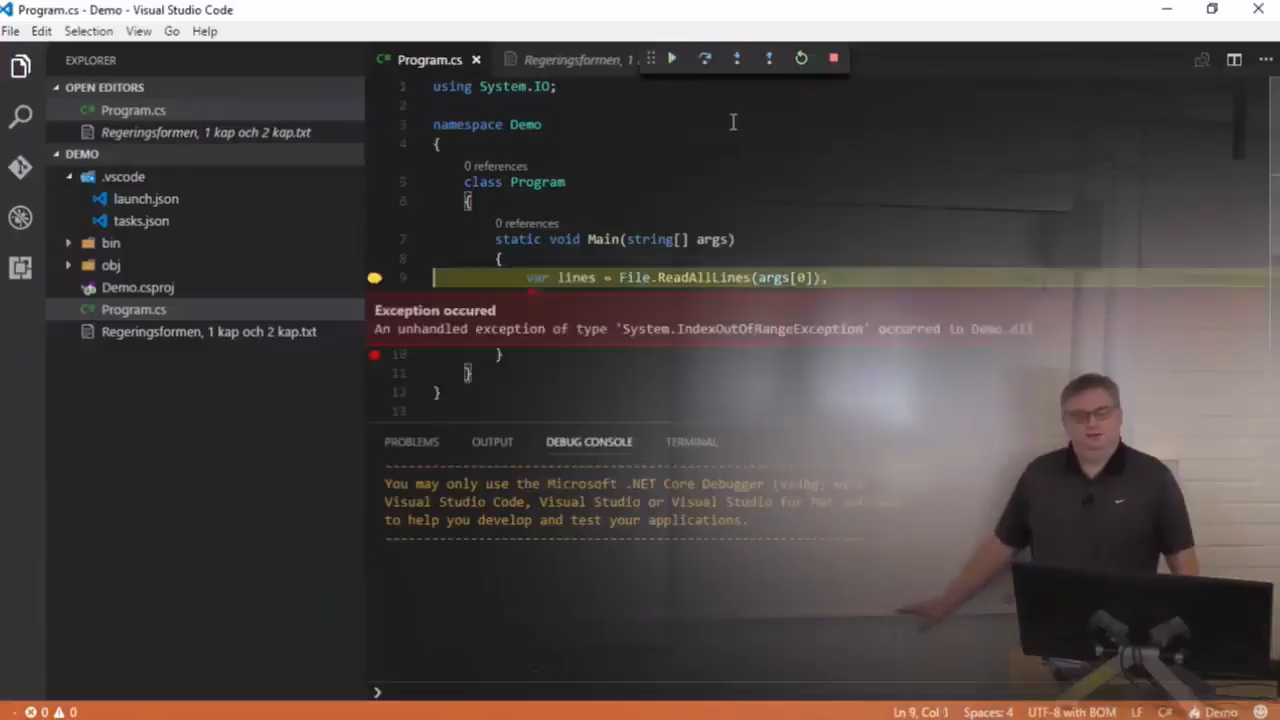 Program.cs - Demo - Visual Studio Code
File Edit Selection View Go Help
EXPLORER
OPEN EDITORS
Program.cs
Regeringsformen, 1 kap och 2 kap.txt
DEMO
.vscode
launch.json
tasks.json
bin
obj
Demo.csproj
Program.cs
Regeringsformen, 1 kap och 2 kap.txt
C# Program.cs
Regeringsformen, 1
1 using System.IO;
2
3 namespace Demo
4 {
0 references
5 class Program
6 {
0 references
7 static void Main(string[] args)
8 {
9 var lines = File.ReadAllLines(args[0]);
Exception occured
An unhandled exception of type 'System.IndexOutOfRangeException' occurred in Demo.dll
10 }
11 }
12 }
13
PROBLEMS OUTPUT DEBUG CONSOLE TERMINAL
You may only use the Microsoft .NET Core Debugger (vsdbg) with
Visual Studio Code, Visual Studio or Visual Studio for Mac
to help you develop and test your applications.
0 0
Ln 9, Col 1 Spaces: 4 UTF-8 with BOM LF C# Demo